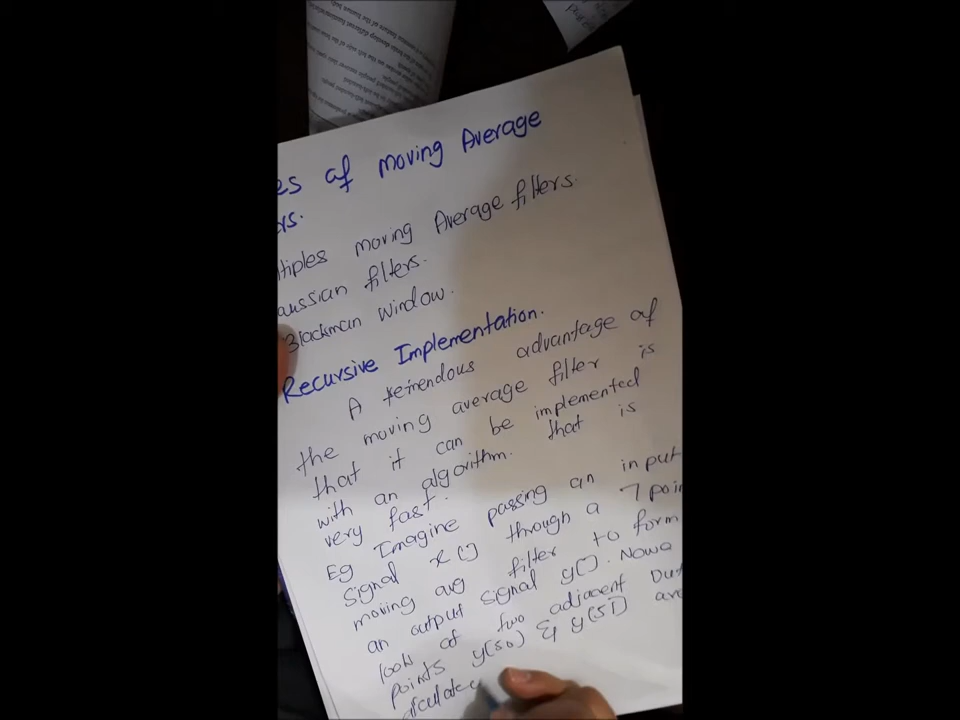 es of moving Average
rs.
tiples moving Average filters.
aussian filters.
Blackman Window.
Recursive Implementation.
A tremendous advantage of
the moving average filter is
that it can be implemented
with an algorithm. that is
very fast.
Eg Imagine passing an input
Signal x[] through a 7 poin
moving avg filter to form
an output signal y[]. Now a
look at two adjacent Out
points y(50) & y(51) are
alculate